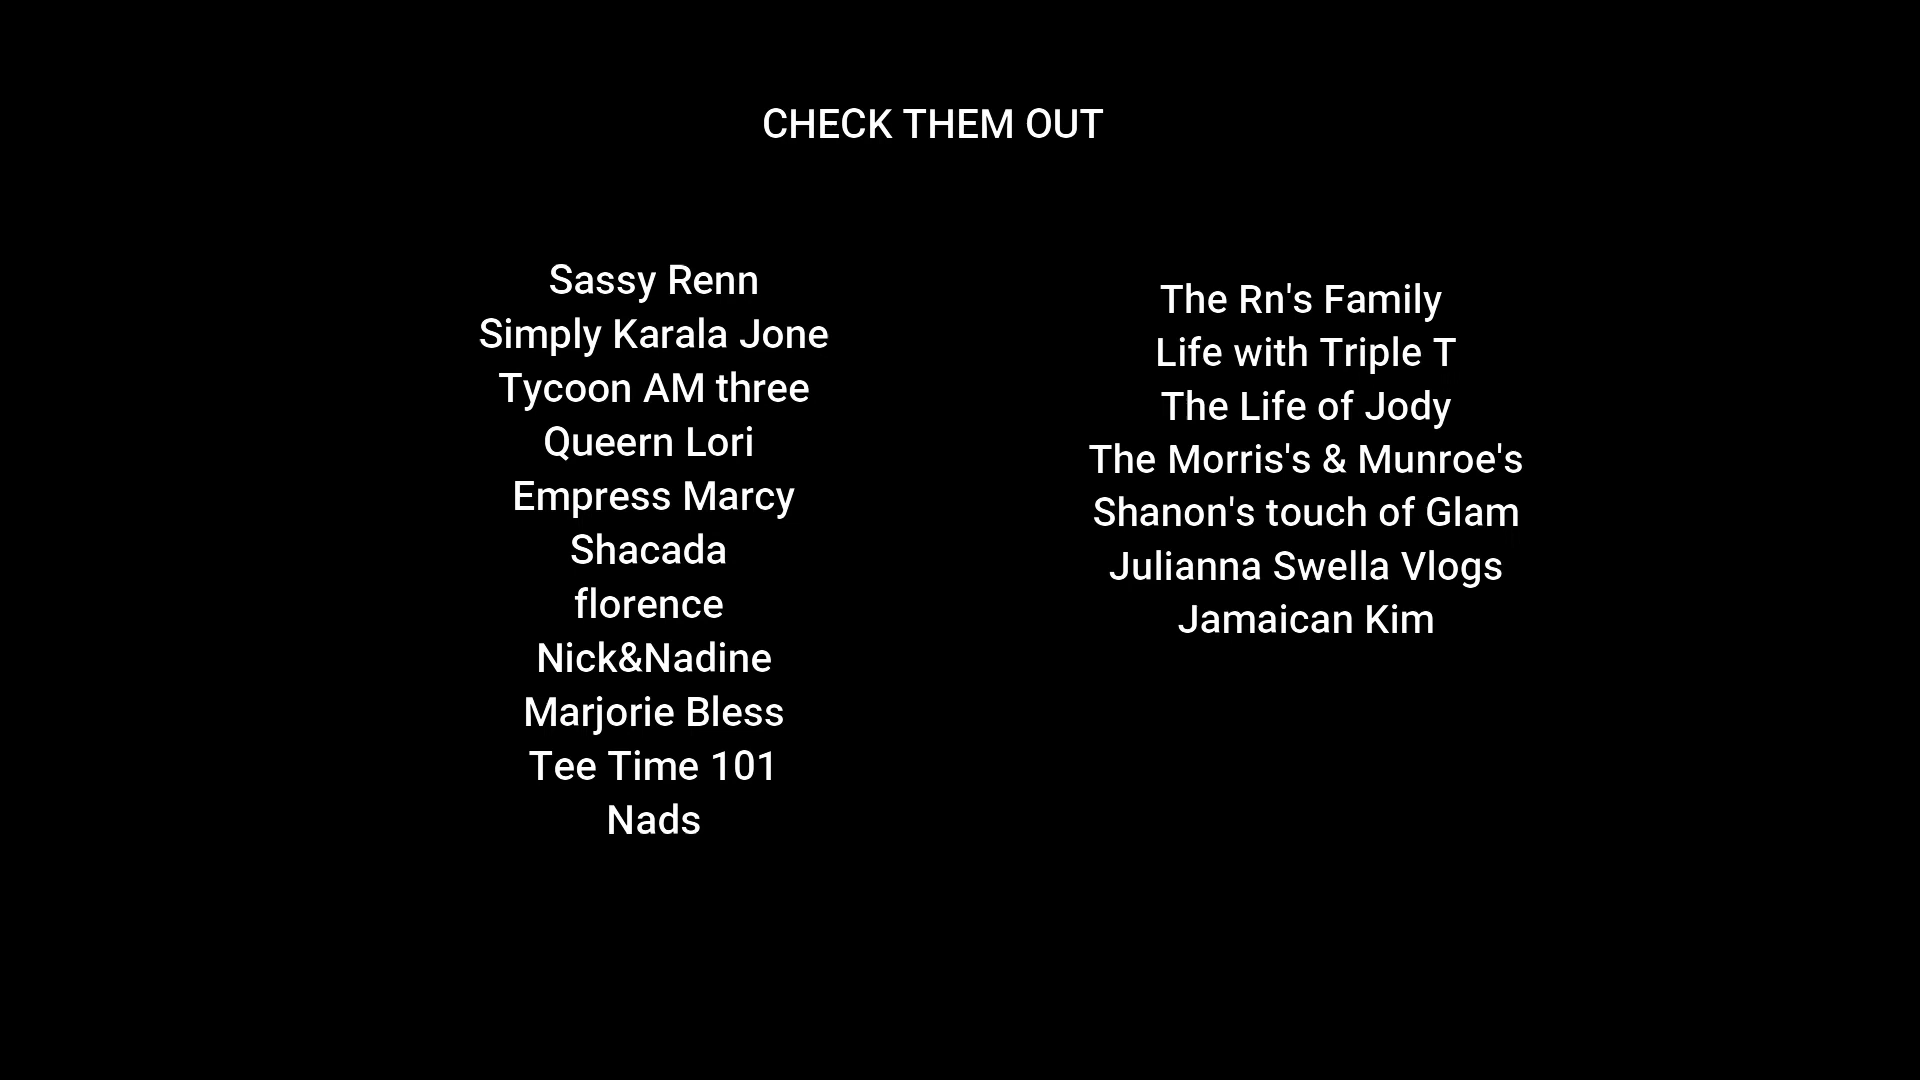 CHECK THEM OUT
Sassy Renn
Simply Karala Jone
Tycoon AM three
Queern Lori
Empress Marcy
Shacada
florence
Nick&Nadine
Marjorie Bless
Tee Time 101
Nads
The Rn's Family
Life with Triple T
The Life of Jody
The Morris's & Munroe's
Shanon's touch of Glam
Julianna Swella Vlogs
Jamaican Kim